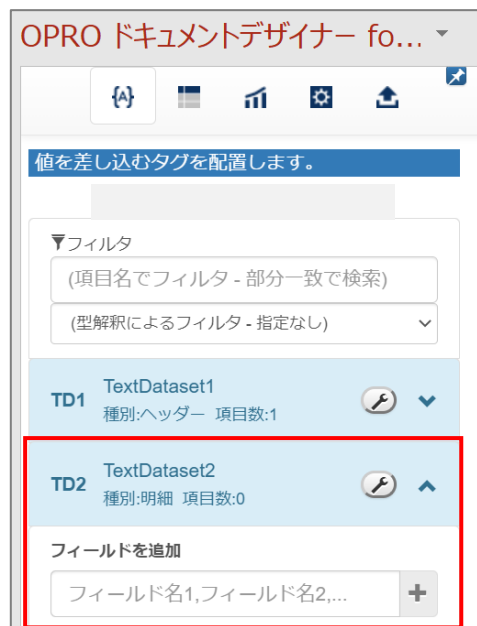 OPRO ドキュメントデザイナー fo...
{A}
値を差し込むタグを配置します。
フィルタ
(項目名でフィルタ - 部分一致で検索)
(型解釈によるフィルタ - 指定なし)
TD1 TextDataset1
種別:ヘッダー 項目数:1
TD2 TextDataset2
種別:明細 項目数:0
フィールドを追加
フィールド名1,フィールド名2,... +